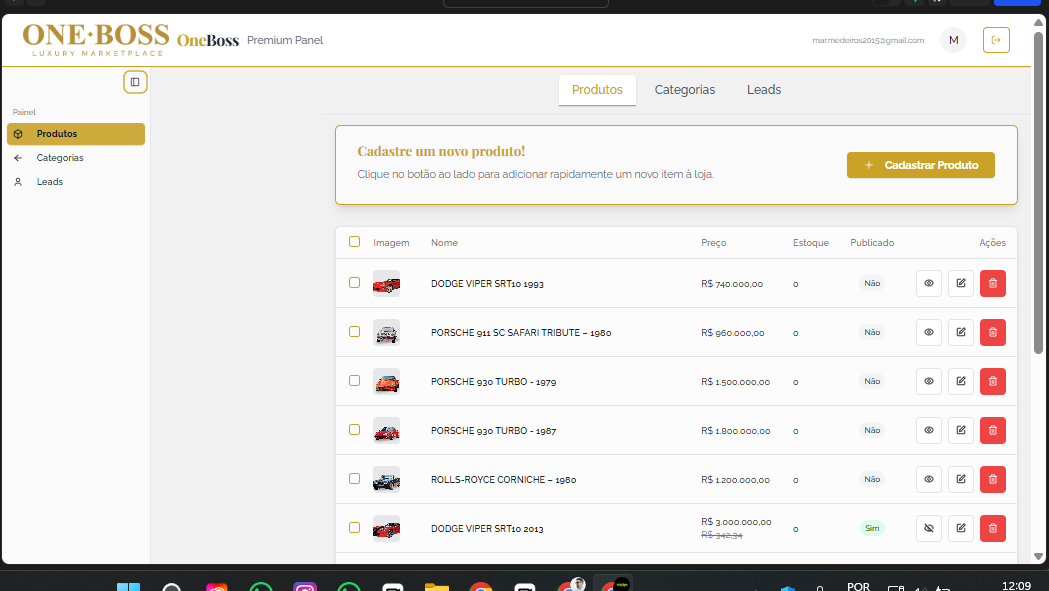 ONE·BOSS
LUXURY MARKETPLACE
OneBoss Premium Panel
mar.medeiros2015@gmail.com
M
Painel
Produtos
Categorias
Leads
Produtos Categorias Leads
Cadastre um novo produto!
Clique no botão ao lado para adicionar rapidamente um novo item à loja.
+ Cadastrar Produto
Imagem Nome Preço Estoque Publicado Ações
DODGE VIPER SRT10 1993 R$ 740.000,00 0 Não
PORSCHE 911 SC SAFARI TRIBUTE – 1980 R$ 960.000,00 0 Não
PORSCHE 930 TURBO - 1979 R$ 1.500.000,00 0 Não
PORSCHE 930 TURBO - 1987 R$ 1.800.000,00 0 Não
ROLLS-ROYCE CORNICHE – 1980 R$ 1.200.000,00 0 Não
DODGE VIPER SRT10 2013 R$ 3.000.000,00 0 Sim
R$ 342,34
POR
12:09